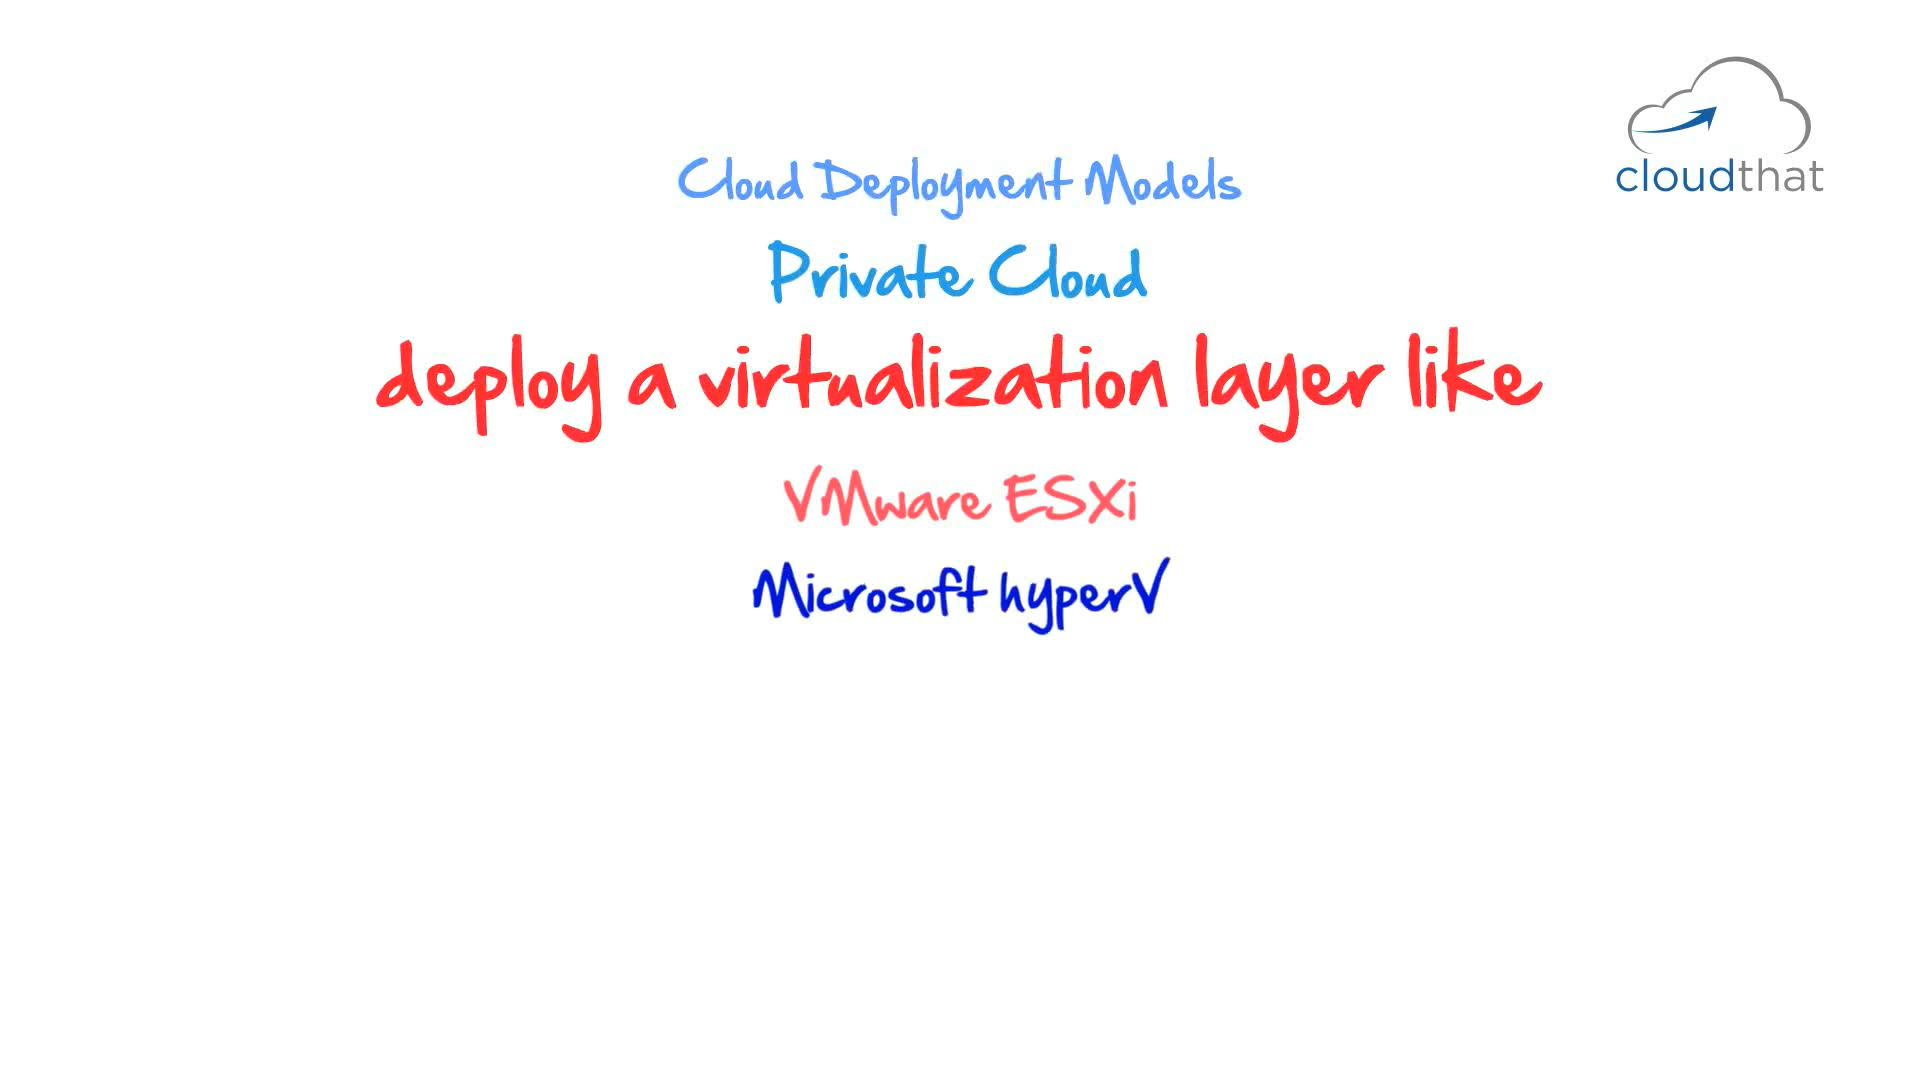 cloudthat
Cloud Deployment Models
Private Cloud
deploy a virtualization layer like
VMware ESXi
Microsoft hyperV